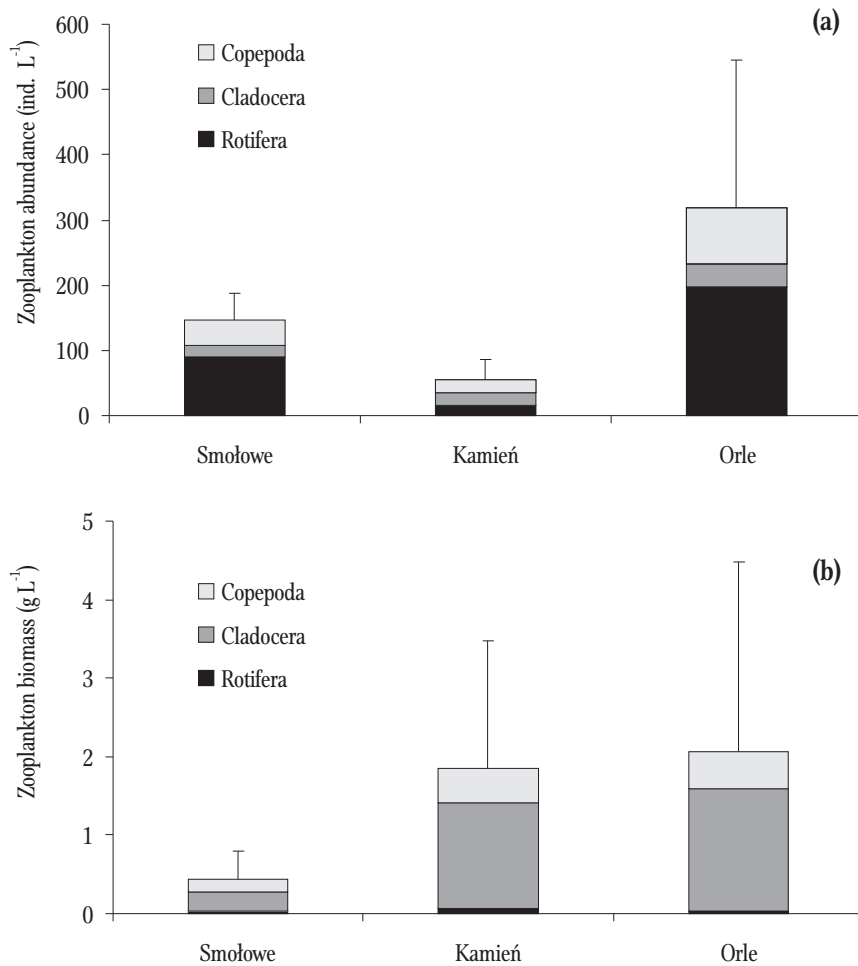 (a)
Zooplankton abundance (ind. L⁻¹)
600
500
400
300
200
100
0
Copepoda
Cladocera
Rotifera
Smołowe
Kamień
Orle
(b)
Zooplankton biomass (g L⁻¹)
5
4
3
2
1
0
Copepoda
Cladocera
Rotifera
Smołowe
Kamień
Orle